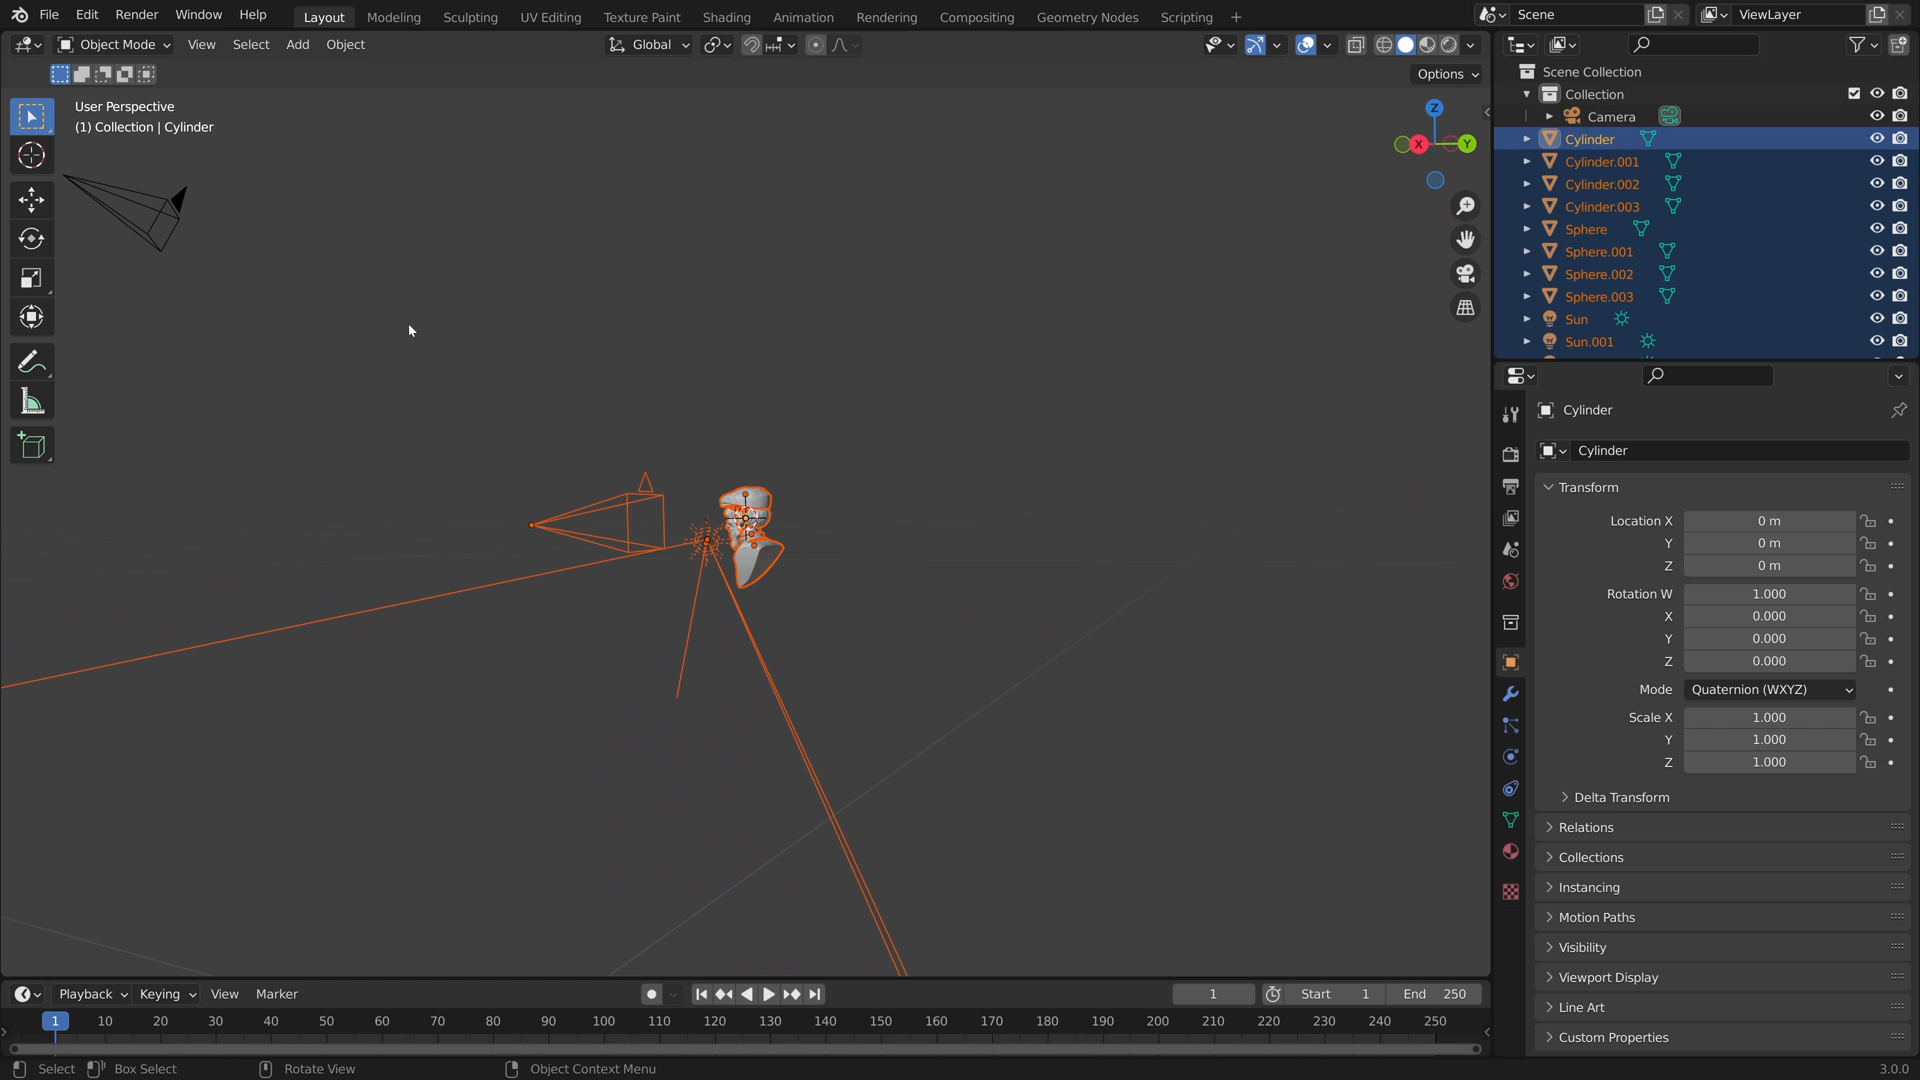 File Edit Render Window Help Layout Modeling Sculpting UV Editing Texture Paint Shading Animation Rendering Compositing Geometry Nodes Scripting + Scene ViewLayer
Object Mode View Select Add Object Global
Options
User Perspective
(1) Collection | Cylinder
Z
X
Y
Scene Collection
Collection
Camera
Cylinder
Cylinder.001
Cylinder.002
Cylinder.003
Sphere
Sphere.001
Sphere.002
Sphere.003
Sun
Sun.001
Cylinder
Cylinder
Transform
Location X 0 m
Y 0 m
Z 0 m
Rotation W 1.000
X 0.000
Y 0.000
Z 0.000
Mode Quaternion (WXYZ)
Scale X 1.000
Y 1.000
Z 1.000
Delta Transform
Relations
Collections
Instancing
Motion Paths
Visibility
Viewport Display
Line Art
Custom Properties
Playback Keying View Marker 1 Start 1 End 250
1 10 20 30 40 50 60 70 80 90 100 110 120 130 140 150 160 170 180 190 200 210 220 230 240 250
Select Box Select Rotate View Object Context Menu 3.0.0